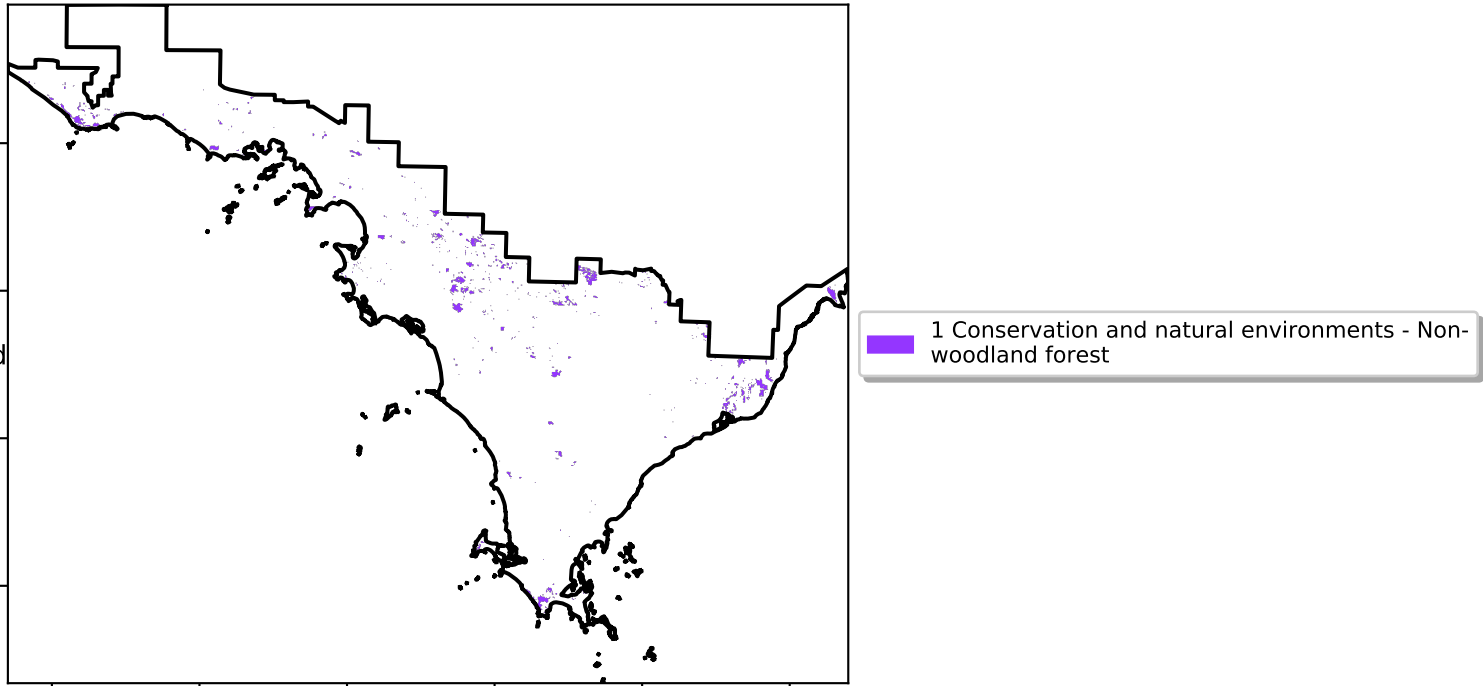 d
1 Conservation and natural environments - Non-
woodland forest